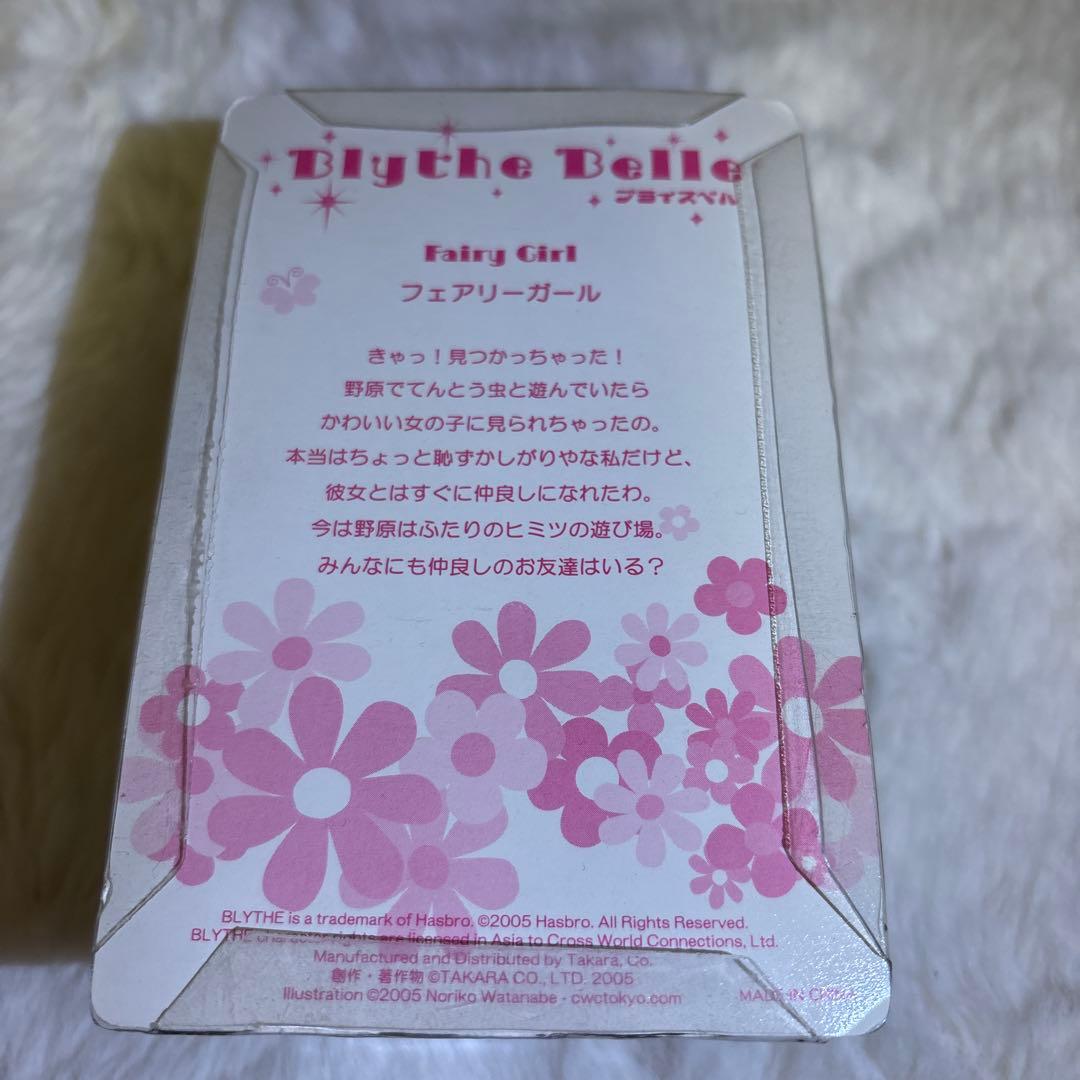 Blythe Belle
ブライスベル
Fairy Girl
フェアリーガール
きゃっ！見つかっちゃった！
野原でてんとう虫と遊んでいたら
かわいい女の子に見られちゃったの。
本当はちょっと恥ずかしがりやな私だけど、
彼女とはすぐに仲良しになれたわ。
今は野原はふたりのヒミツの遊び場。
みんなにも仲良しのお友達はいる？
BLYTHE is a trademark of Hasbro. ©2005 Hasbro. All Rights Reserved.
BLYTHE character rights are licensed in Asia to Cross World Connections, Ltd.
Manufactured and Distributed by Takara, Co.
創作・著作物 ©TAKARA CO., LTD. 2005
Illustration ©2005 Noriko Watanabe - cwctokyo.com
MADE IN CHINA